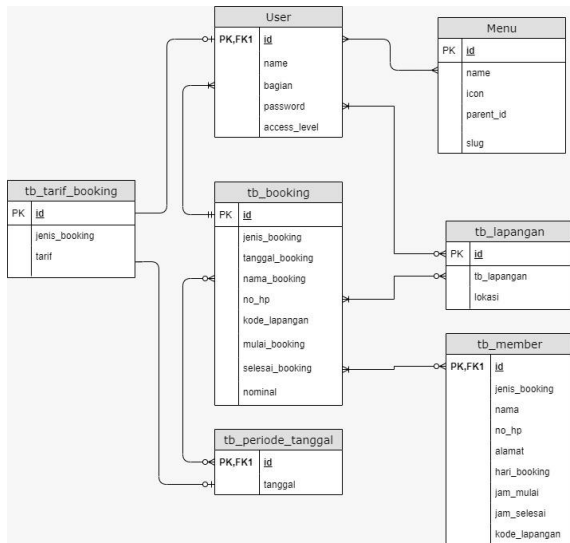 User
PK,FK1 id
name
bagian
password
access_level
Menu
PK id
name
icon
parent_id
slug
tb_tarif_booking
PK id
jenis_booking
tarif
tb_booking
PK id
jenis_booking
tanggal_booking
nama_booking
no_hp
kode_lapangan
mulai_booking
selesai_booking
nominal
tb_lapangan
PK id
tb_lapangan
lokasi
tb_member
PK,FK1 id
jenis_booking
nama
no_hp
alamat
hari_booking
jam_mulai
jam_selesai
kode_lapangan
tb_periode_tanggal
PK,FK1 id
tanggal